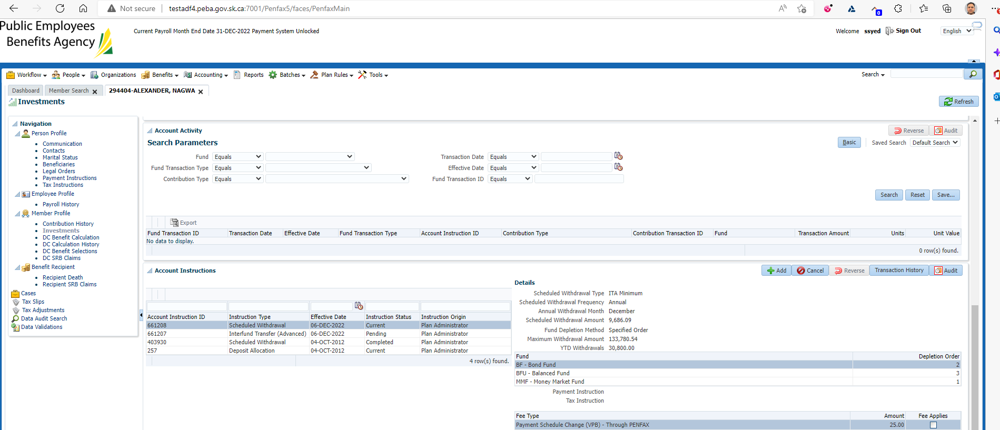 Not secure testadf4.peba.gov.sk.ca:7001/Penfax5/faces/PenfaxMain
0
Public Employees
Benefits Agency
Current Payroll Month End Date 31-DEC-2022 Payment System Unlocked
Welcome ssyed Sign Out English
Workflow People Organizations Benefits Accounting Reports Batches Plan Rules Tools Search
Dashboard Member Search 294404-ALEXANDER, NAGWA
Investments Refresh
Navigation
Person Profile
Communication
Contacts
Marital Status
Beneficiaries
Legal Orders
Payment Instructions
Tax Instructions
Employee Profile
Payroll History
Member Profile
Contribution History
Investments
DC Benefit Calculation
DC Calculation History
DC Benefit Selections
DC SRB Claims
Benefit Recipient
Recipient Death
Recipient SRB Claims
Cases
Tax Slips
Tax Adjustments
Data Audit Search
Data Validations
Account Activity Reverse Audit
Search Parameters Basic Saved Search Default Search
Fund Equals Transaction Date Equals
Fund Transaction Type Equals Effective Date Equals
Contribution Type Equals Fund Transaction ID Equals
Search Reset Save...
Export
Fund Transaction ID Transaction Date Effective Date Fund Transaction Type Account Instruction ID Contribution Type Contribution Transaction ID Fund Transaction Amount Units Unit Value
No data to display.
0 row(s) found.
Account Instructions Add Cancel Reverse Transaction History Audit
Account Instruction ID Instruction Type Effective Date Instruction Status Instruction Origin
661208 Scheduled Withdrawal 06-DEC-2022 Current Plan Administrator
661207 Interfund Transfer (Advanced) 06-DEC-2022 Pending Plan Administrator
403930 Scheduled Withdrawal 04-OCT-2012 Completed Plan Administrator
257 Deposit Allocation 04-OCT-2012 Current Plan Administrator
4 row(s) found.
Details
Scheduled Withdrawal Type ITA Minimum
Scheduled Withdrawal Frequency Annual
Annual Withdrawal Month December
Scheduled Withdrawal Amount 9,686.09
Fund Depletion Method Specified Order
Maximum Withdrawal Amount 133,780.54
YTD Withdrawals 30,800.00
Fund Depletion Order
BF - Bond Fund 2
BFU - Balanced Fund 3
MMF - Money Market Fund 1
Payment Instruction
Tax Instruction
Fee Type Amount Fee Applies
Payment Schedule Change (VPB) - Through PENFAX 25.00